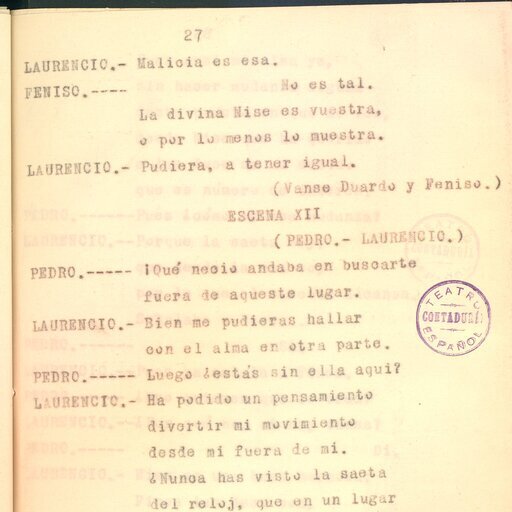 27
LAURENCIO.- Malicia es esa.
FENISO.---- No es tal.
La divina Nise es vuestra,
o por lo menos lo muestra.
LAURENCIO.- Pudiera, a tener igual.
(Vanse Duardo y Feniso.)
ESCENA XII
(PEDRO.- LAURENCIO.)
PEDRO.----- ¡Qué necio andaba en buscarte
fuera de aqueste lugar.
LAURENCIO.- Bien me pudieras hallar
con el alma en otra parte.
PEDRO.----- Luego ¿estás sin ella aqui?
LAURENCIO.- Ha podido un pensamiento
divertir mi movimiento
desde mi fuera de mi.
¿Nunca has visto la saeta
del reloj, que en un lugar
TEATRO ESPAÑOL
CONTADURÍA